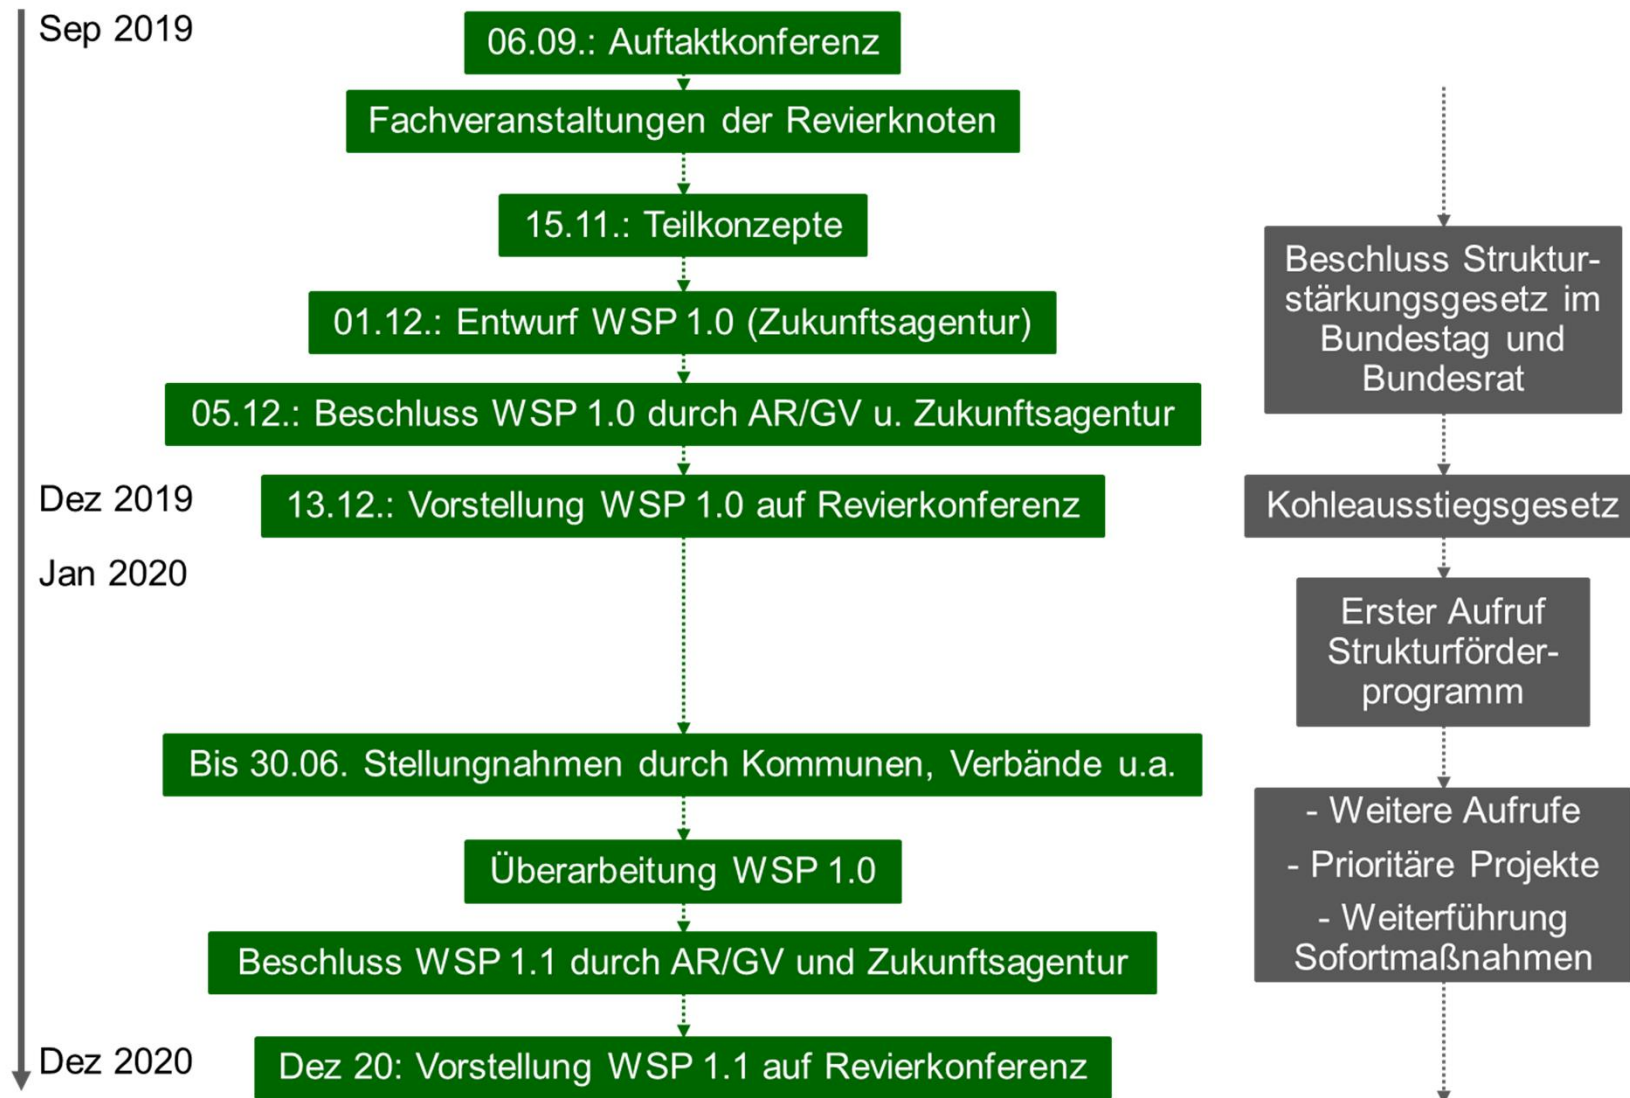 Sep 2019
06.09.: Auftaktkonferenz
Fachveranstaltungen der Revierknoten
15.11.: Teilkonzepte
01.12.: Entwurf WSP 1.0 (Zukunftsagentur)
05.12.: Beschluss WSP 1.0 durch AR/GV u. Zukunftsagentur
Dez 2019
13.12.: Vorstellung WSP 1.0 auf Revierkonferenz
Jan 2020
Bis 30.06. Stellungnahmen durch Kommunen, Verbände u.a.
Überarbeitung WSP 1.0
Beschluss WSP 1.1 durch AR/GV und Zukunftsagentur
Dez 2020
Dez 20: Vorstellung WSP 1.1 auf Revierkonferenz
Beschluss Struktur-
stärkungsgesetz im
Bundestag und
Bundesrat
Kohleausstiegsgesetz
Erster Aufruf
Strukturförder-
programm
- Weitere Aufrufe
- Prioritäre Projekte
- Weiterführung
Sofortmaßnahmen